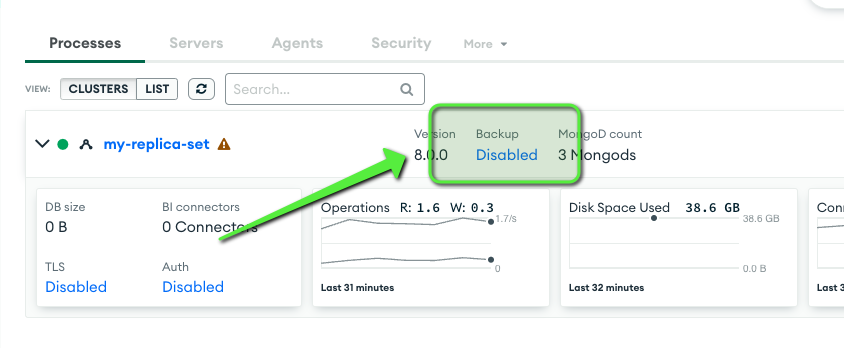 Processes Servers Agents Security More
VIEW: CLUSTERS LIST Search...
Version Backup MongoD count
my-replica-set 8.0.0 Disabled 3 Mongods
DB size BI connectors Operations R: 1.6 W: 0.3 Disk Space Used 38.6 GB Conn
0 B 0 Connectors 1.7/s 38.6 GB
TLS Auth 0 0.0 B
Disabled Disabled Last 31 minutes Last 32 minutes Last 3